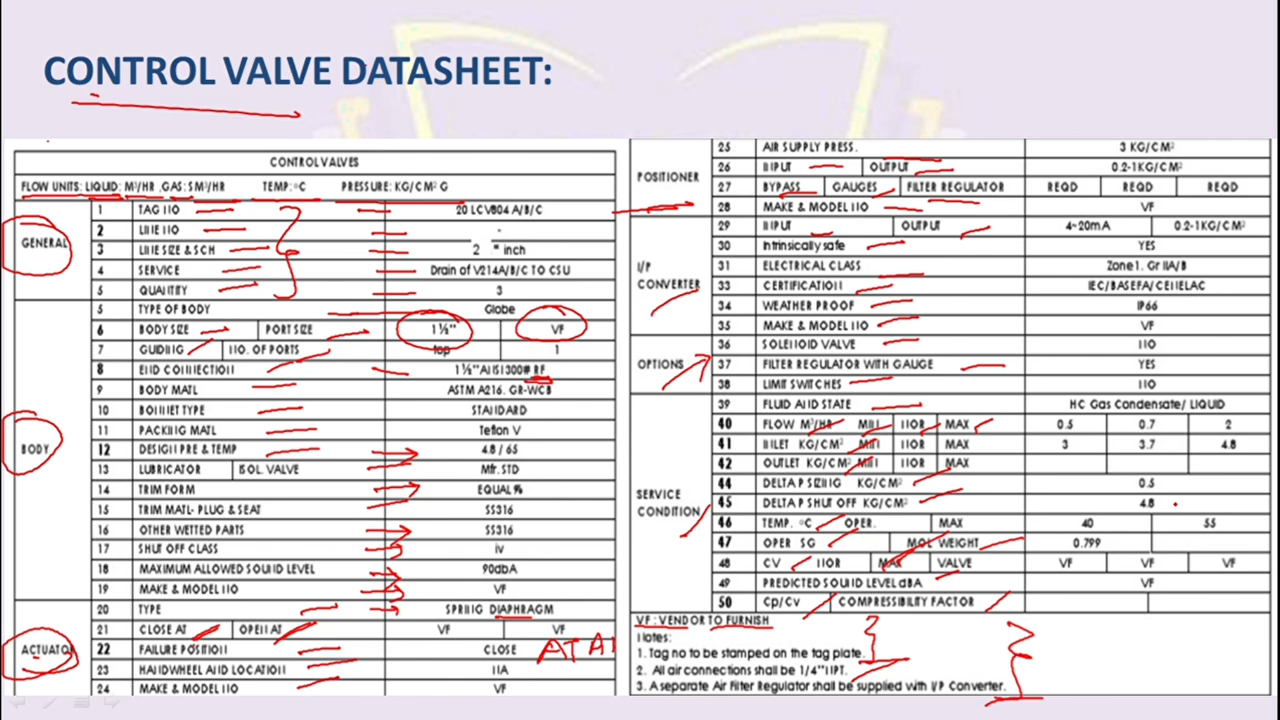 CONTROL VALVE DATASHEET:
CONTROL VALVES
FLOW UNITS: LIQUID: M³/HR ,GAS: SM³/HR TEMP:°C PRESSURE: KG/CM² G
GENERAL
1 TAG NO 20 LCV804 A/B/C
2 LINE NO -
3 LINE SIZE & SCH 2 " inch
4 SERVICE Drain of V214A/B/C TO CSU
5 QUANTITY 3
BODY
5 TYPE OF BODY Globe
6 BODY SIZE PORT SIZE 1½" VF
7 GUIDING NO. OF PORTS top 1
8 END CONNECTION 1½"ANSI300# RF
9 BODY MATL ASTM A216. GR-WCB
10 BONNET TYPE STANDARD
11 PACKING MATL Teflon V
12 DESIGN PRE & TEMP 4.8 / 65
13 LUBRICATOR ISOL. VALVE Mfr. STD
14 TRIM FORM EQUAL %
15 TRIM MATL- PLUG & SEAT SS316
16 OTHER WETTED PARTS SS316
17 SHUT OFF CLASS iv
18 MAXIMUM ALLOWED SOUND LEVEL 90dbA
19 MAKE & MODEL NO VF
ACTUATOR
20 TYPE SPRING DIAPHRAGM
21 CLOSE AT OPEN AT VF VF
22 FAILURE POSITION CLOSE
23 HANDWHEEL AND LOCATION NA
24 MAKE & MODEL NO VF
POSITIONER
25 AIR SUPPLY PRESS. 3 KG/CM²
26 INPUT OUTPUT 0.2-1KG/CM²
27 BYPASS GAUGES FILTER REGULATOR REQD REQD REQD
28 MAKE & MODEL NO VF
I/P CONVERTER
29 INPUT OUTPUT 4~20mA 0.2-1KG/CM²
30 Intrinsically safe YES
31 ELECTRICAL CLASS Zone1. Gr IIA/B
33 CERTIFICATION IEC/BASEFA/CENELAC
34 WEATHER PROOF IP66
35 MAKE & MODEL NO VF
OPTIONS
36 SOLENOID VALVE NO
37 FILTER REGULATOR WITH GAUGE YES
38 LIMIT SWITCHES NO
SERVICE CONDITION
39 FLUID AND STATE HC Gas Condensate/ LIQUID
40 FLOW M³/HR MIN NOR MAX 0.5 0.7 2
41 INLET KG/CM² MIN NOR MAX 3 3.7 4.8
42 OUTLET KG/CM² MIN NOR MAX
44 DELTA P SIZING KG/CM² 0.5
45 DELTA P SHUT OFF KG/CM² 4.8
46 TEMP. °C OPER. MAX 40 55
47 OPER SG MOL WEIGHT 0.799
48 CV NOR MAX VALVE VF VF VF
49 PREDICTED SOUND LEVEL dBA VF
50 Cp/Cv COMPRESSIBILITY FACTOR
VF: VENDOR TO FURNISH
Notes:
1. Tag no to be stamped on the tag plate.
2. All air connections shall be 1/4" NPT.
3. A separate Air Filter Regulator shall be supplied with I/P Converter.